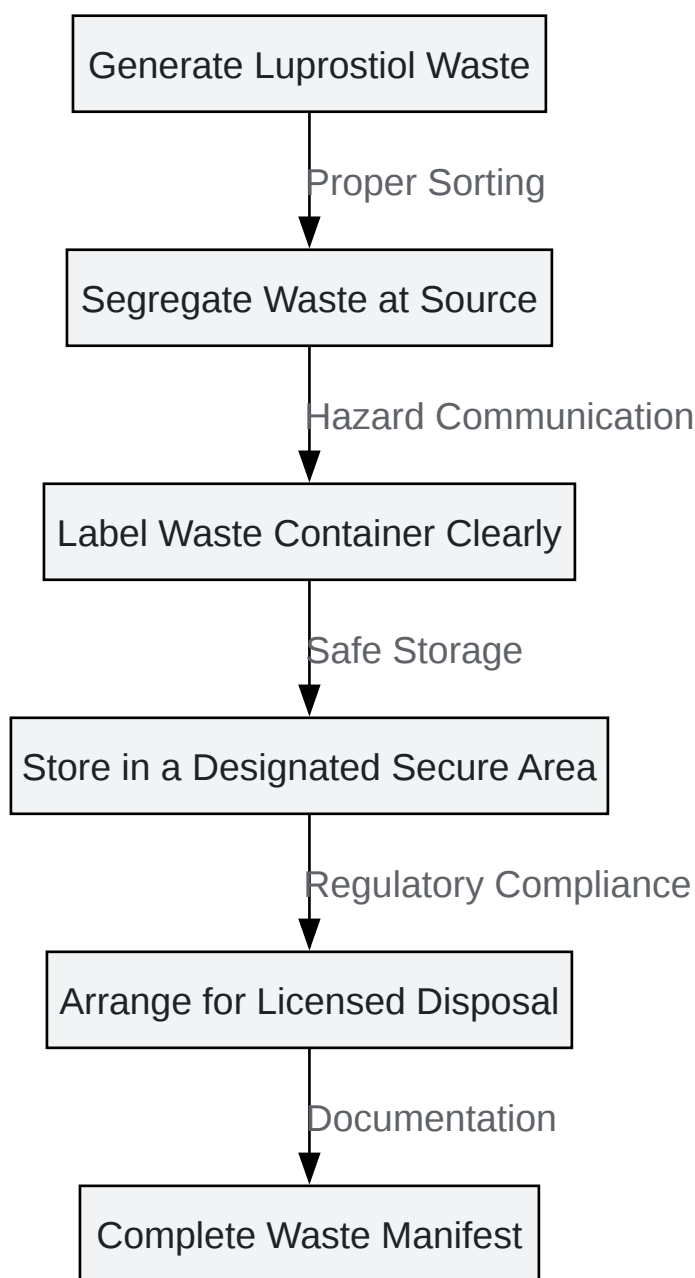 Generate Luprostiol Waste
Proper Sorting
Segregate Waste at Source
Hazard Communication
Label Waste Container Clearly
Safe Storage
Store in a Designated Secure Area
Regulatory Compliance
Arrange for Licensed Disposal
Documentation
Complete Waste Manifest